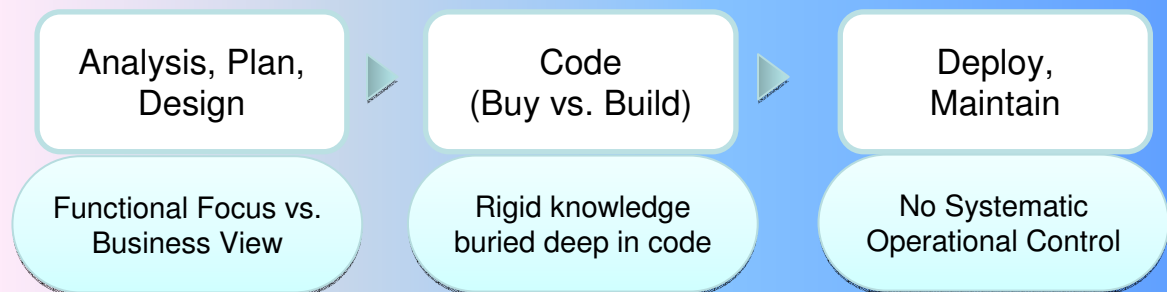 Analysis, Plan,
Design
Code
(Buy vs. Build)
Deploy,
Maintain
Functional Focus vs.
Business View
Rigid knowledge
buried deep in code
No Systematic
Operational Control